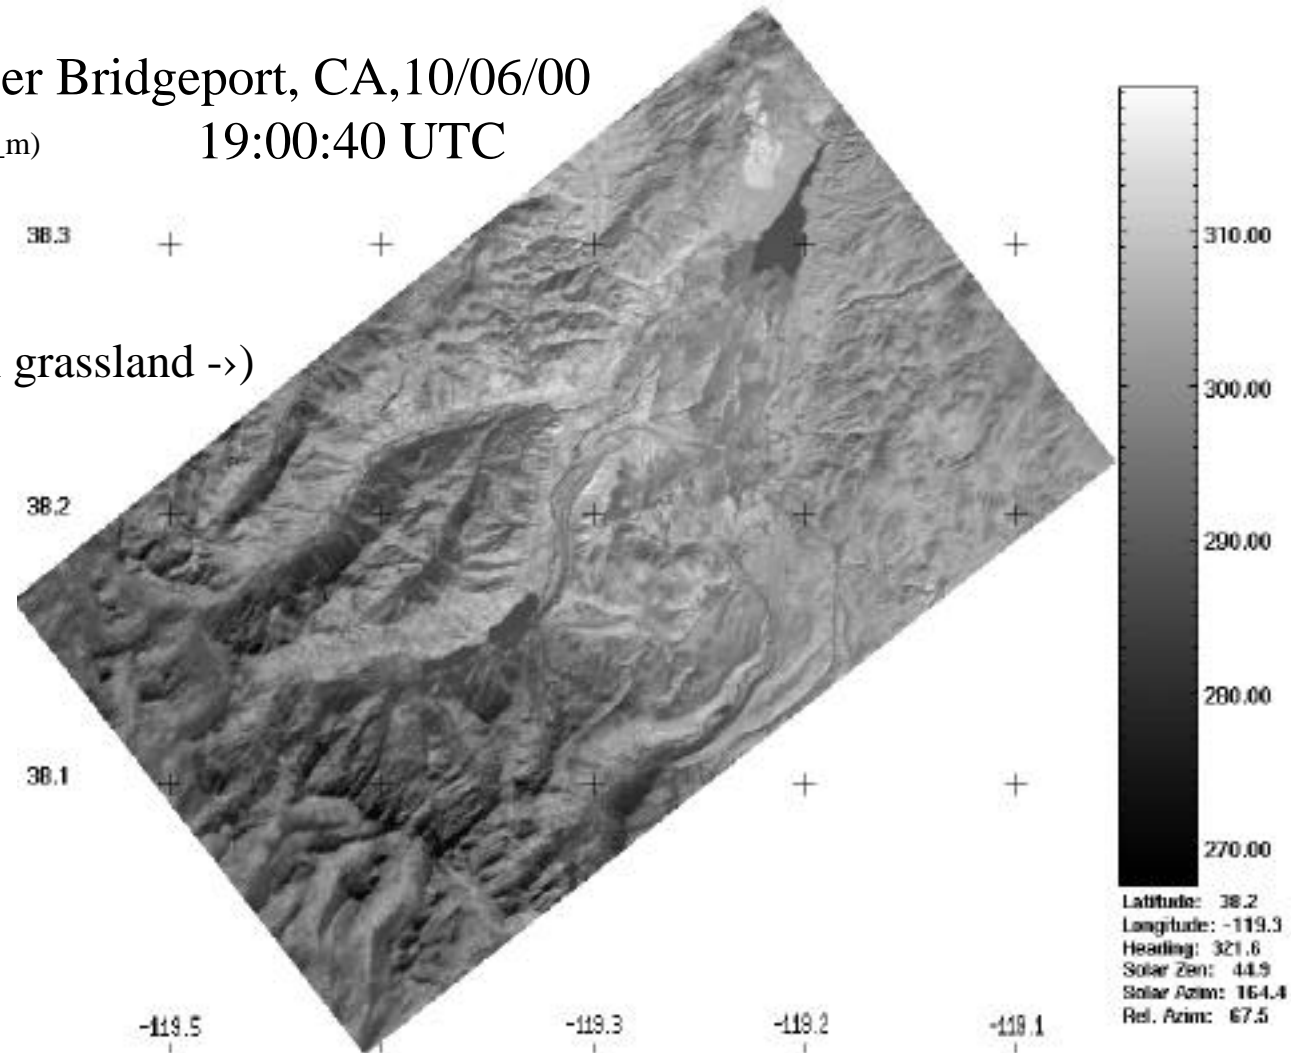 er Bridgeport, CA,10/06/00
_m) 19:00:40 UTC
grassland -›)
38.3
38.2
38.1
-119.5 -119.3 -119.2 -119.1
310.00
300.00
290.00
280.00
270.00
Latitude: 38.2
Longitude: -119.3
Heading: 321.6
Solar Zen: 44.9
Solar Azim: 164.4
Rel. Azim: 67.5